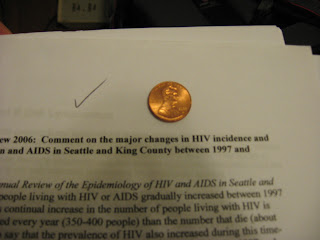 ew 2006: Comment on the major changes in HIV incidence and
n and AIDS in Seattle and King County between 1997 and
nual Review of the Epidemiology of HIV and AIDS in Seattle and
people living with HIV or AIDS gradually increased between 1997
s continual increase in the number of people living with HIV is
ed every year (350-400 people) than the number that die (about
o say that the prevalence of HIV also increased during this time-